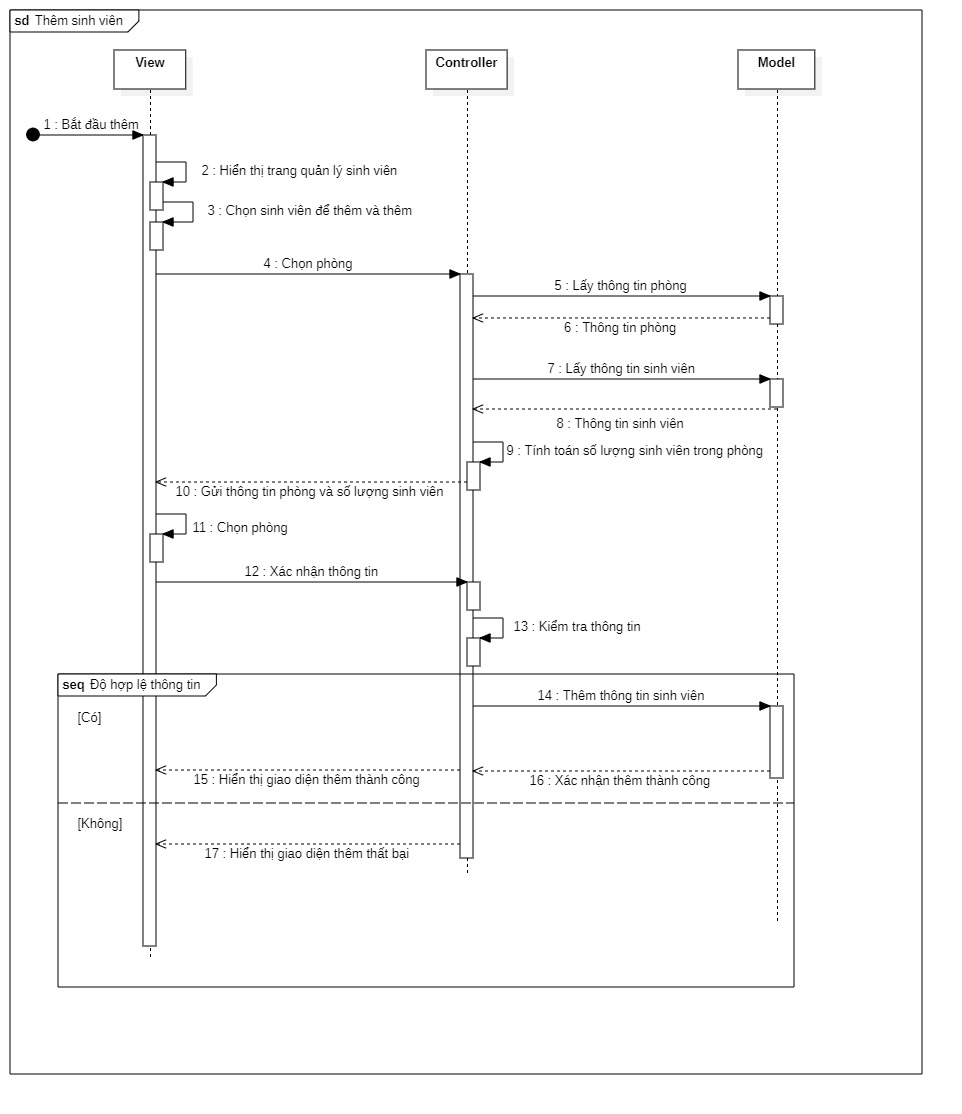 sd Thêm sinh viên
View
Controller
Model
1 : Bắt đầu thêm
2 : Hiển thị trang quản lý sinh viên
3 : Chọn sinh viên để thêm và thêm
4 : Chọn phòng
5 : Lấy thông tin phòng
6 : Thông tin phòng
7 : Lấy thông tin sinh viên
8 : Thông tin sinh viên
9 : Tính toán số lượng sinh viên trong phòng
10 : Gửi thông tin phòng và số lượng sinh viên
11 : Chọn phòng
12 : Xác nhận thông tin
13 : Kiểm tra thông tin
seq Độ hợp lệ thông tin
14 : Thêm thông tin sinh viên
[Có]
15 : Hiển thị giao diện thêm thành công
16 : Xác nhận thêm thành công
[Không]
17 : Hiển thị giao diện thêm thất bại